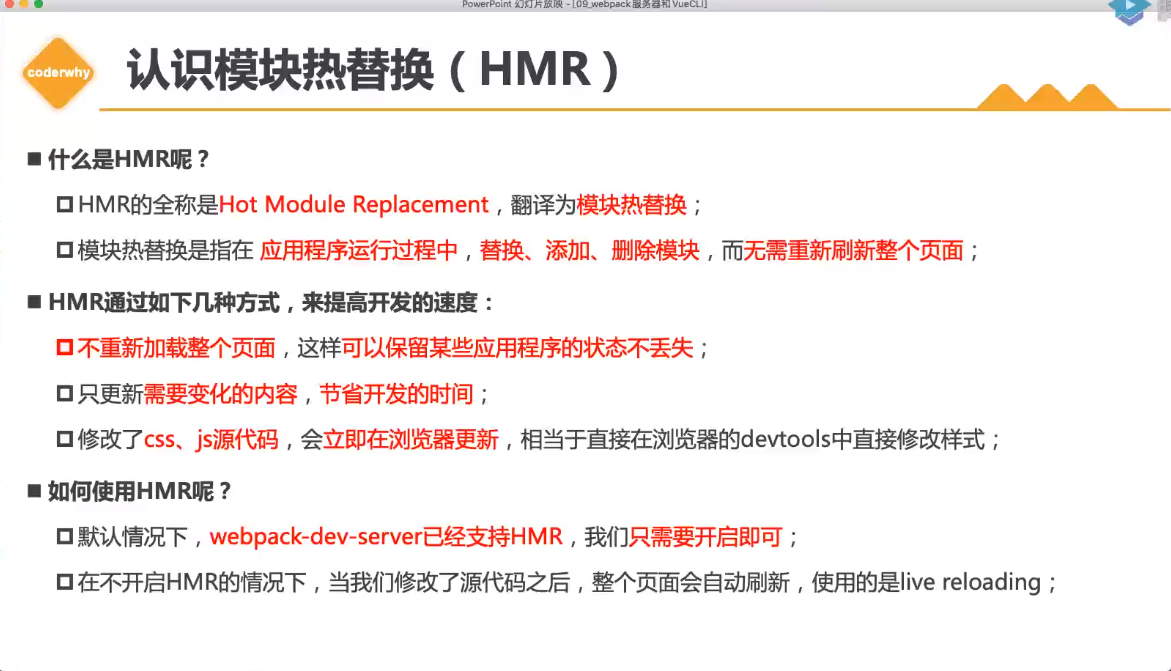 PowerPoint 幻灯片放映 - [09_webpack服务器和VueCLI]
coderwhy
认识模块热替换（HMR）
什么是HMR呢？
HMR的全称是Hot Module Replacement，翻译为模块热替换；
模块热替换是指在 应用程序运行过程中，替换、添加、删除模块，而无需重新刷新整个页面；
HMR通过如下几种方式，来提高开发的速度：
不重新加载整个页面，这样可以保留某些应用程序的状态不丢失；
只更新需要变化的内容，节省开发的时间；
修改了css、js源代码，会立即在浏览器更新，相当于直接在浏览器的devtools中直接修改样式；
如何使用HMR呢？
默认情况下，webpack-dev-server已经支持HMR，我们只需要开启即可；
在不开启HMR的情况下，当我们修改了源代码之后，整个页面会自动刷新，使用的是live reloading；